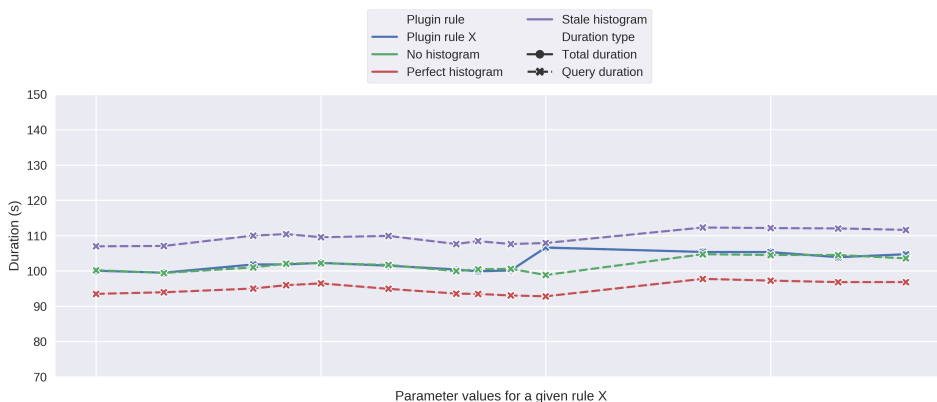 Plugin rule
Plugin rule X
No histogram
Perfect histogram
Stale histogram
Duration type
Total duration
Query duration
150
140
130
120
110
100
90
80
70
Duration (s)
Parameter values for a given rule X